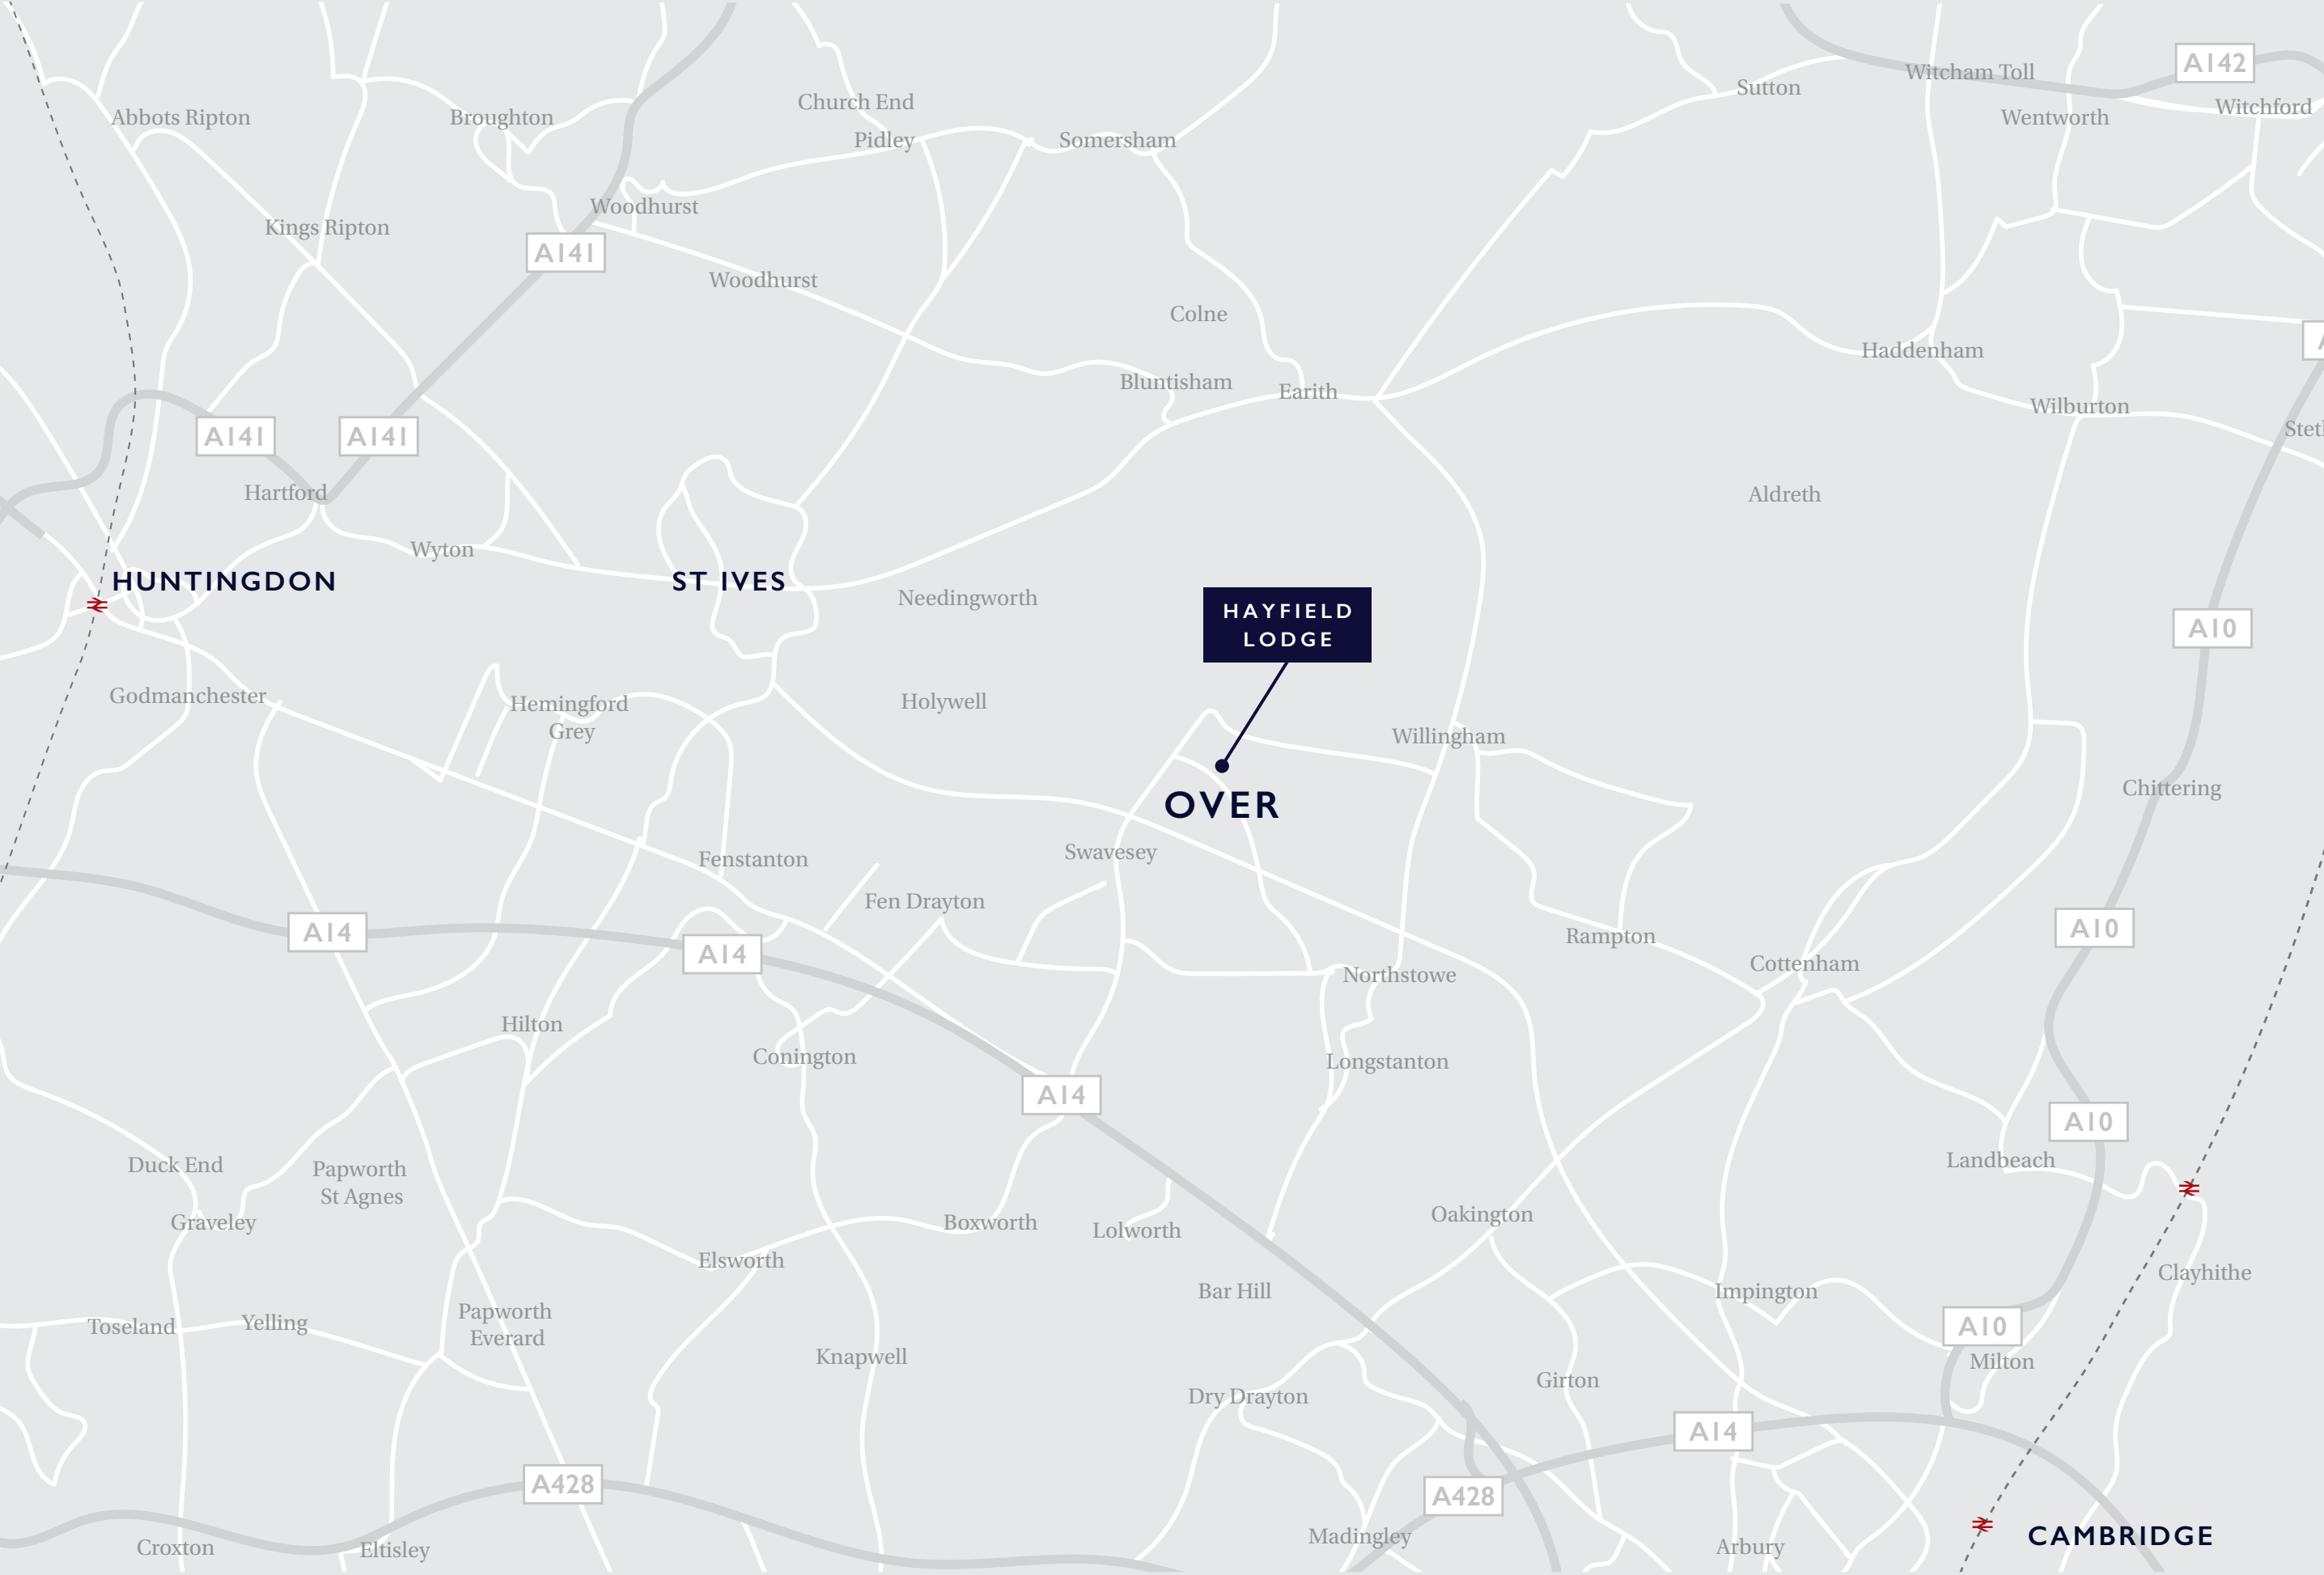 A142
Witcham Toll
Sutton
Church End
Witchford
Abbots Ripton
Broughton
Wentworth
Pidley
Somersham
Woodhurst
Kings Ripton
A141
Woodhurst
Colne
Haddenham
Bluntisham
Earith
Wilburton
A141
A141
Hartford
Aldreth
Wyton
HUNTINGDON
ST IVES
Needingworth
HAYFIELD
LODGE
A10
Godmanchester
Hemingford
Grey
Holywell
Willingham
Chittering
OVER
Swavesey
Fenstanton
Fen Drayton
A14
A14
Rampton
A10
Cottenham
Northstowe
Hilton
Conington
Longstanton
A14
A10
Duck End
Papworth
St Agnes
Landbeach
Graveley
Boxworth
Lolworth
Oakington
Elsworth
Clayhithe
Bar Hill
Impington
Toseland
Yelling
Papworth
Everard
A10
Milton
Knapwell
Dry Drayton
Girton
A14
A428
A428
Croxton
Eltisley
Madingley
Arbury
CAMBRIDGE